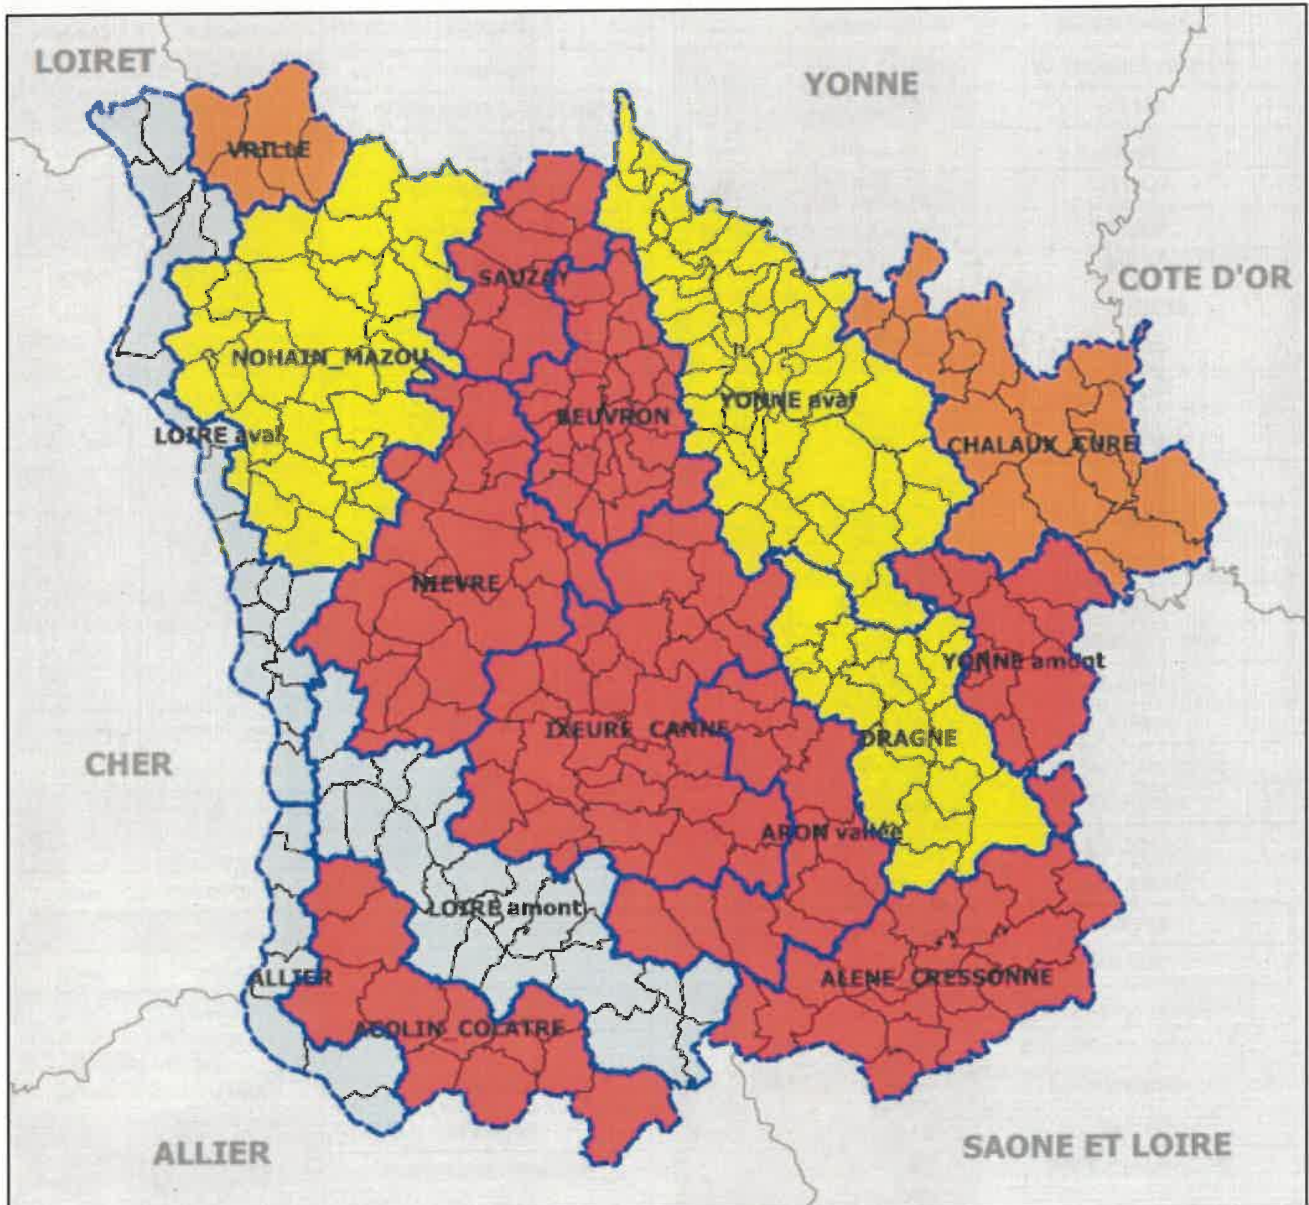 LOIRET
YONNE
VRILLE
COTE D'OR
SAUZAY
NOHAIN_MAZOU
YONNE aval
BEUVRON
LOIRE aval
CHALAUX_CURE
NIEVRE
YONNE amont
IXEURE_CANNE
DRAGNE
CHER
ARON vallée
LOIRE amont
ALLIER
ALENE_CRESSONNE
ACOLIN_COLATRE
ALLIER
SAONE ET LOIRE